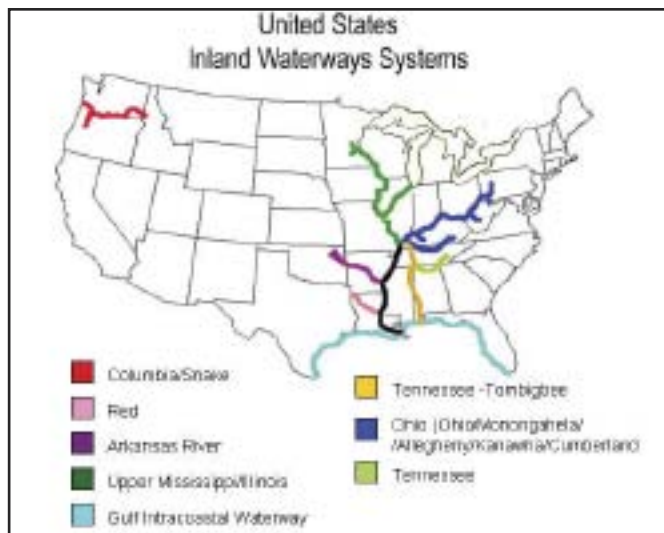 United States
Inland Waterways Systems
Columbia/Snake
Red
Arkansas River
Upper Mississippi/Illinois
Gulf Intracoastal Waterway
Tennessee -Tombigbee
Ohio (Ohio/Monongahela/
/Allegheny/Kanawha/Cumberland
Tennessee